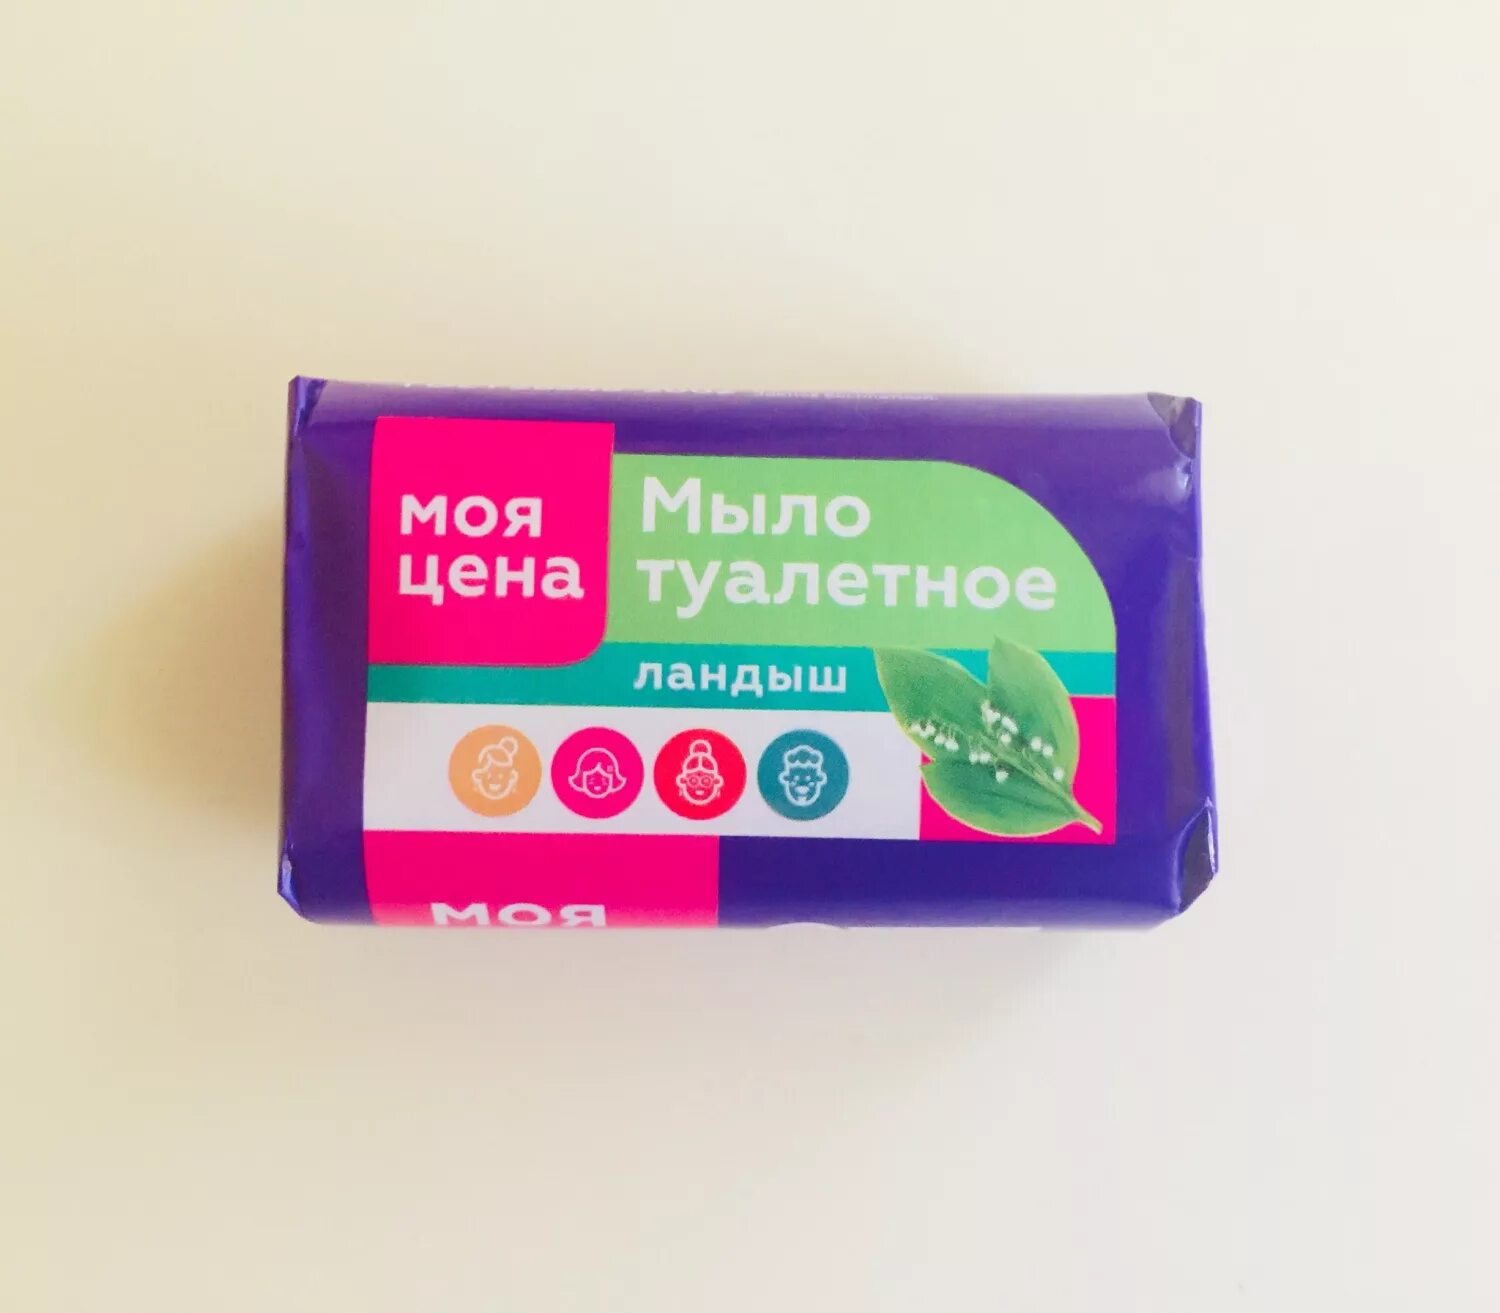 моя
цена
Мыло
туалетное
ландыш
моя